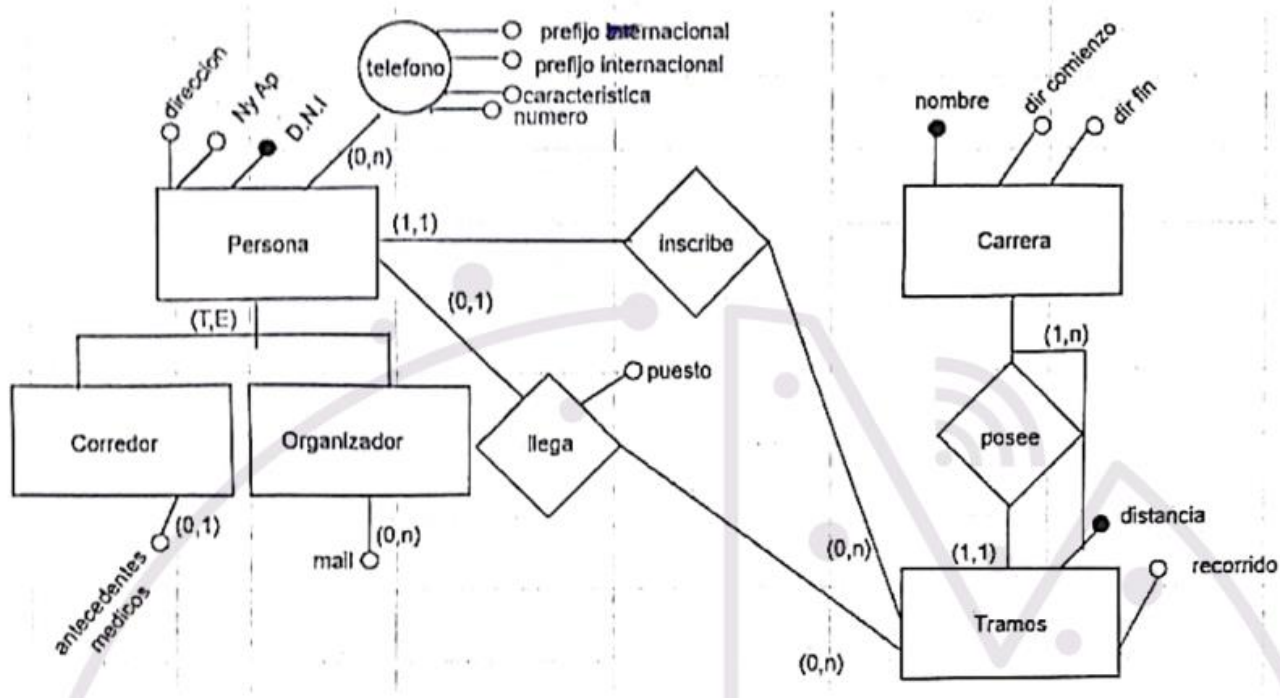 prefijo internacional
prefijo internacional
telefono
caracteristica
numero
direccion
Ny Ap
D.N.I
(0,n)
nombre
dir comienzo
dir fin
Persona
(1,1)
inscribe
Carrera
(0,1)
(T,E)
(1,n)
puesto
Corredor
Organizador
llega
posee
distancia
antecedentes
medicos
(0,1)
mail
(0,n)
(0,n)
(1,1)
recorrido
Tramos
(0,n)